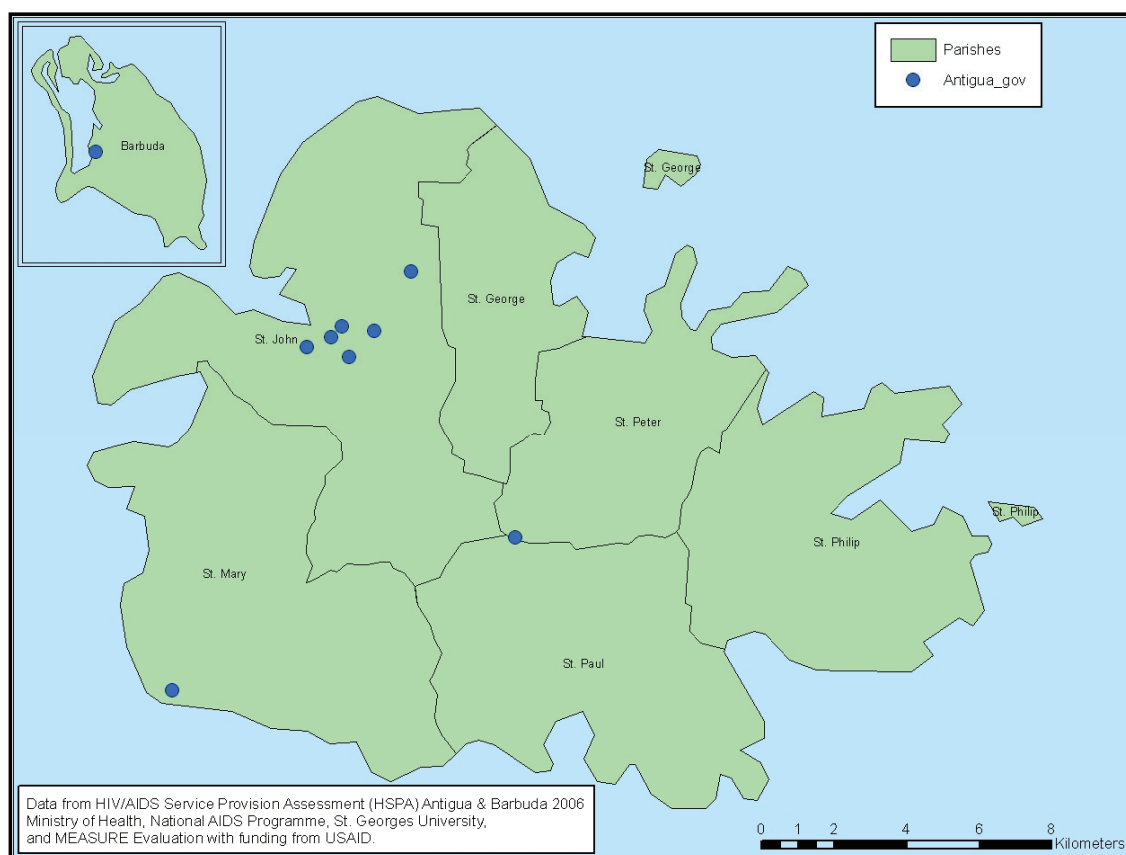 Parishes
Antigua_gov
Barbuda
St. George
St. George
St. John
St. Peter
St. Philip
St. Philip
St. Mary
St. Paul
Data from HIV/AIDS Service Provision Assessment (HSPA) Antigua & Barbuda 2006
Ministry of Health, National AIDS Programme, St. Georges University,
and MEASURE Evaluation with funding from USAID.
0 1 2 4 6 8
Kilometers